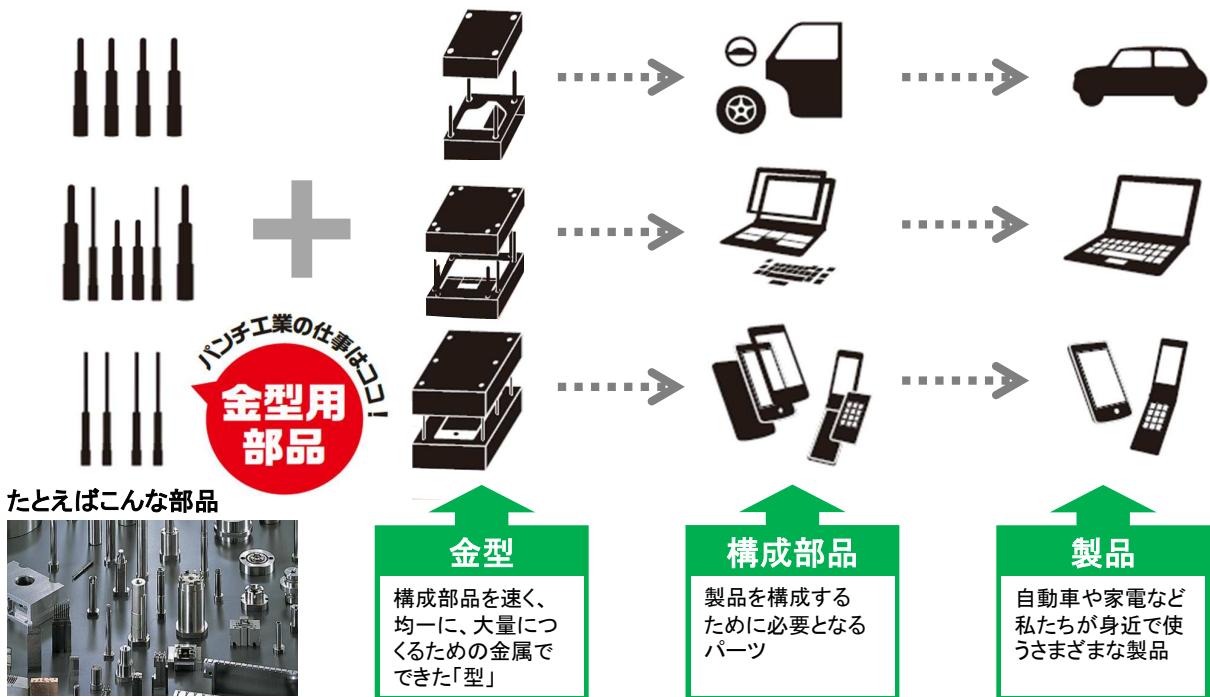 パンチ工業の仕事はココ！
金型用
部品
たとえばこんな部品
金型
構成部品を速く、
均一に、大量につ
くるための金属で
できた「型」
構成部品
製品を構成する
ために必要となる
パーツ
製品
自動車や家電など
私たちが身近で使
うさまざまな製品